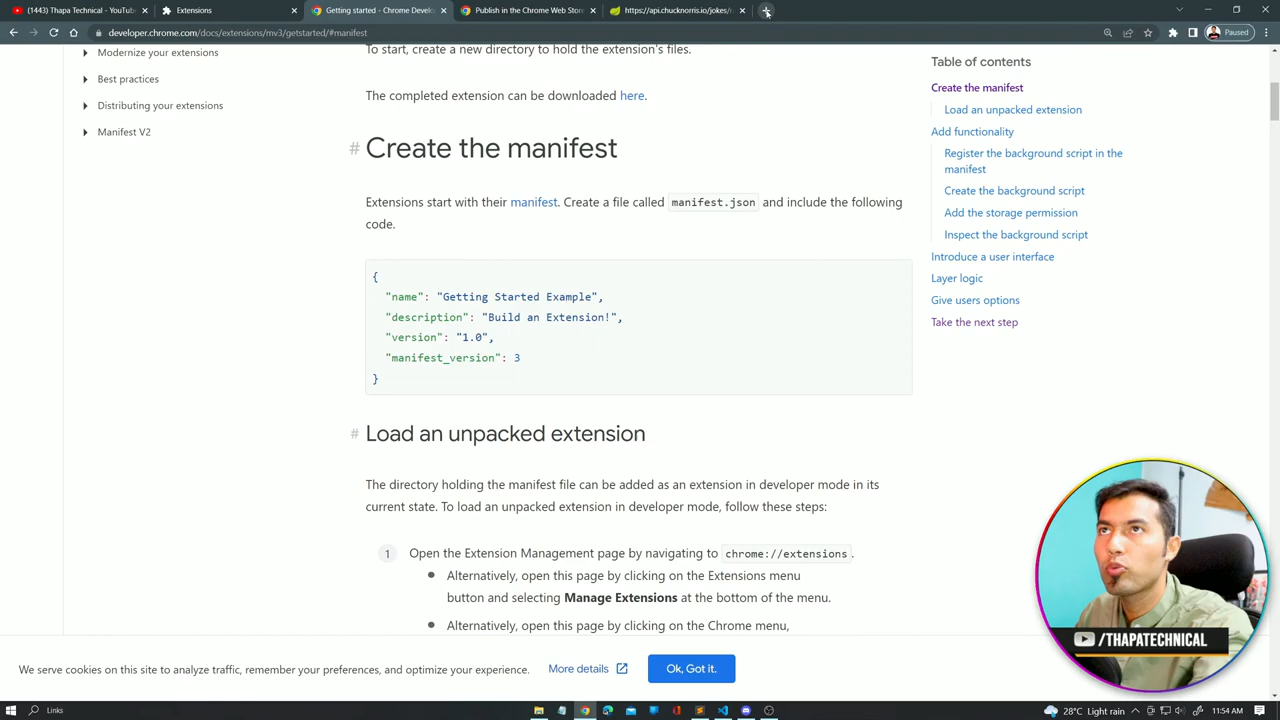 (1443) Thapa Technical - YouTub
Extensions
Getting started - Chrome Develo
Publish in the Chrome Web Store
https://api.chucknorris.io/jokes/r
developer.chrome.com/docs/extensions/mv3/getstarted/#manifest
Paused
Modernize your extensions
Best practices
Distributing your extensions
Manifest V2
To start, create a new directory to hold the extension's files.
The completed extension can be downloaded here.
# Create the manifest
Extensions start with their manifest. Create a file called manifest.json and include the following
code.
{
"name": "Getting Started Example",
"description": "Build an Extension!",
"version": "1.0",
"manifest_version": 3
}
# Load an unpacked extension
The directory holding the manifest file can be added as an extension in developer mode in its
current state. To load an unpacked extension in developer mode, follow these steps:
1 Open the Extension Management page by navigating to chrome://extensions.
Alternatively, open this page by clicking on the Extensions menu
button and selecting Manage Extensions at the bottom of the menu.
Alternatively, open this page by clicking on the Chrome menu,
Table of contents
Create the manifest
Load an unpacked extension
Add functionality
Register the background script in the
manifest
Create the background script
Add the storage permission
Inspect the background script
Introduce a user interface
Layer logic
Give users options
Take the next step
/THAPATECHNICAL
We serve cookies on this site to analyze traffic, remember your preferences, and optimize your experience. More details Ok, Got it.
Links
28°C Light rain
11:54 AM